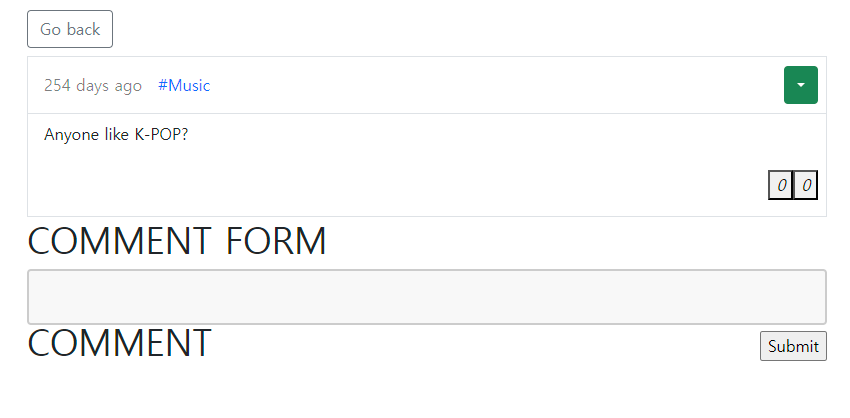 Go back
254 days ago #Music
Anyone like K-POP?
0 0
COMMENT FORM
COMMENT
Submit